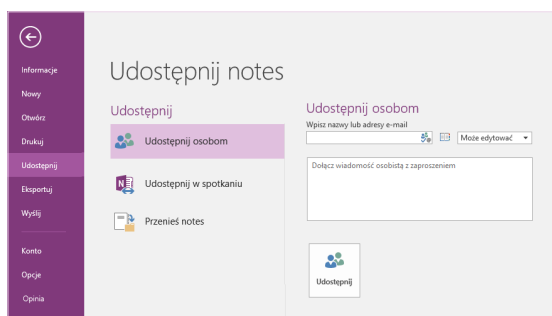 Informacje
Nowy
Otwórz
Drukuj
Udostępnij
Eksportuj
Wyślij
Konto
Opcje
Opinia
Udostępnij notes
Udostępnij
Udostępnij osobom
Udostępnij w spotkaniu
Przenieś notes
Udostępnij osobom
Wpisz nazwy lub adresy e-mail
Może edytować
Dołącz wiadomość osobistą z zaproszeniem
Udostępnij